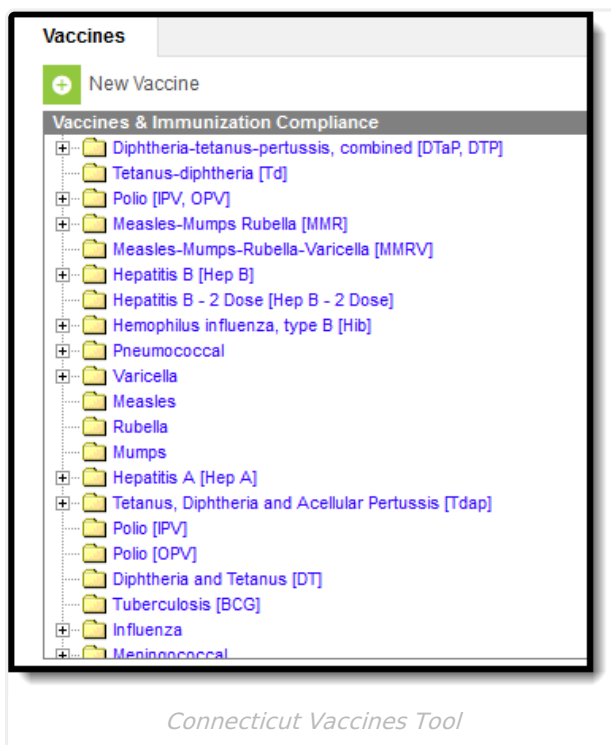 Vaccines
New Vaccine
Vaccines & Immunization Compliance
Diphtheria-tetanus-pertussis, combined [DTaP, DTP]
Tetanus-diphtheria [Td]
Polio [IPV, OPV]
Measles-Mumps Rubella [MMR]
Measles-Mumps-Rubella-Varicella [MMRV]
Hepatitis B [Hep B]
Hepatitis B - 2 Dose [Hep B - 2 Dose]
Hemophilus influenza, type B [Hib]
Pneumococcal
Varicella
Measles
Rubella
Mumps
Hepatitis A [Hep A]
Tetanus, Diphtheria and Acellular Pertussis [Tdap]
Polio [IPV]
Polio [OPV]
Diphtheria and Tetanus [DT]
Tuberculosis [BCG]
Influenza
Meningococcal
Connecticut Vaccines Tool